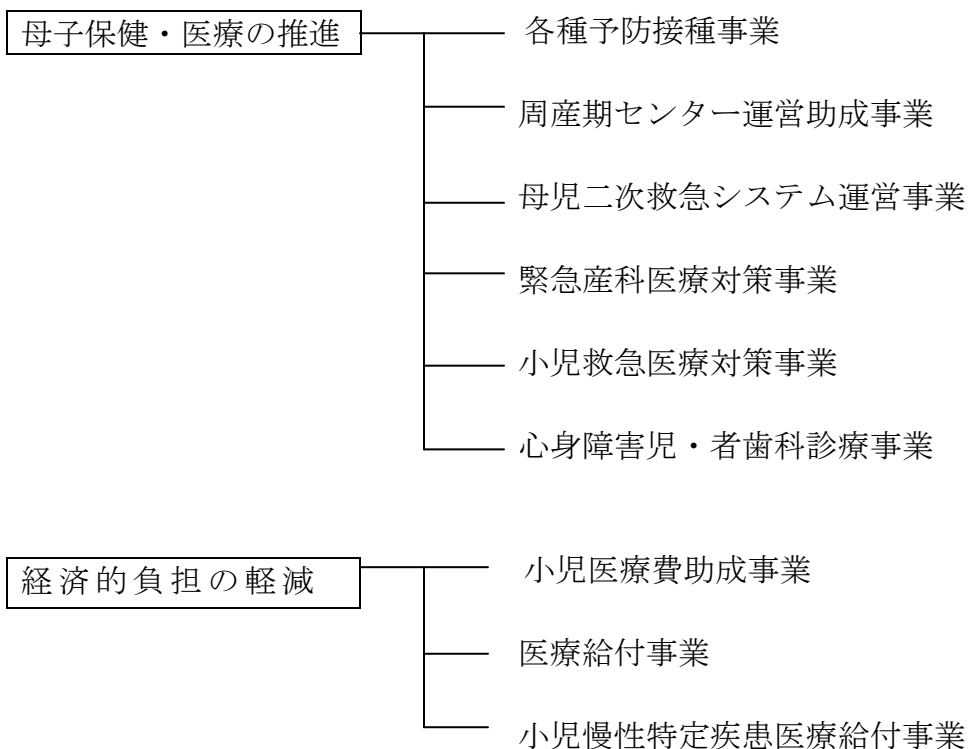 母子保健・医療の推進
各種予防接種事業
周産期センター運営助成事業
母児二次救急システム運営事業
緊急産科医療対策事業
小児救急医療対策事業
心身障害児・者歯科診療事業
経済的負担の軽減
小児医療費助成事業
医療給付事業
小児慢性特定疾患医療給付事業